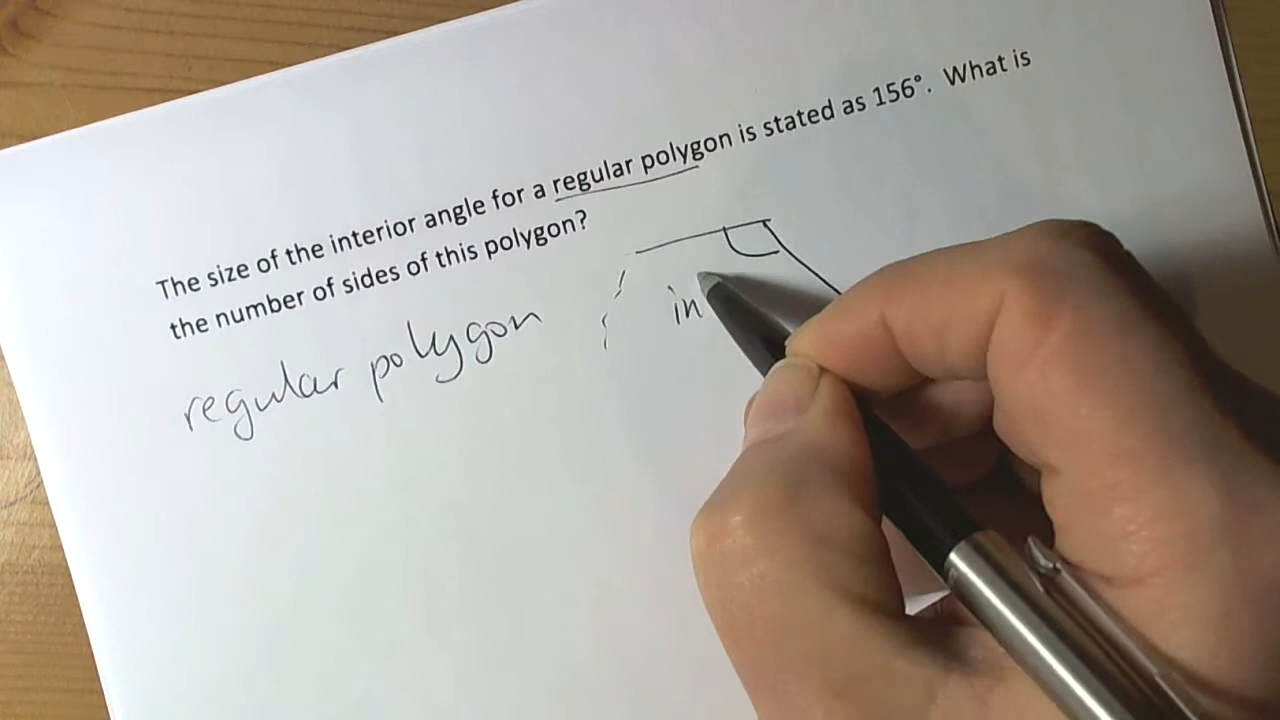 The size of the interior angle for a regular polygon is stated as 156°. What is
the number of sides of this polygon?
regular polygon
in